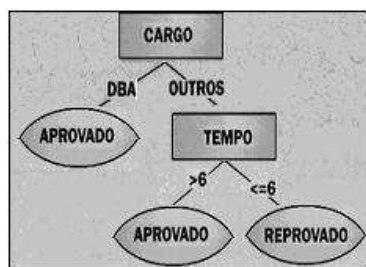 CARGO
DBA OUTROS
APROVADO TEMPO
>6 <=6
APROVADO REPROVADO